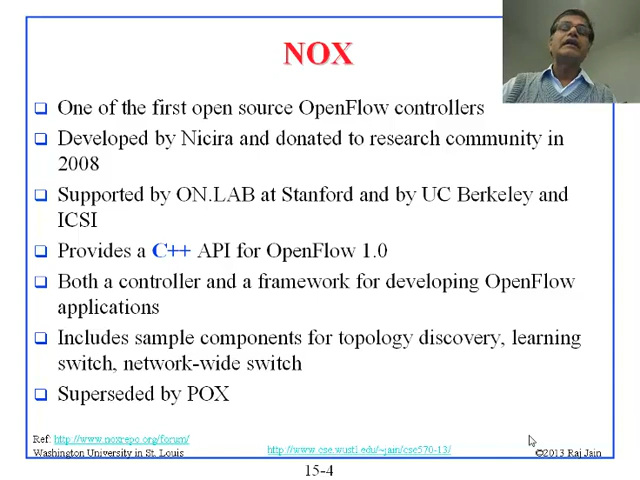 NOX
One of the first open source OpenFlow controllers
Developed by Nicira and donated to research community in
2008
Supported by ON.LAB at Stanford and by UC Berkeley and
ICSI
Provides a C++ API for OpenFlow 1.0
Both a controller and a framework for developing OpenFlow
applications
Includes sample components for topology discovery, learning
switch, network-wide switch
Superseded by POX
Ref: http://www.noxrepo.org/forum/
Washington University in St. Louis
http://www.cse.wustl.edu/~jain/cse570-13/
©2013 Raj Jain
15-4